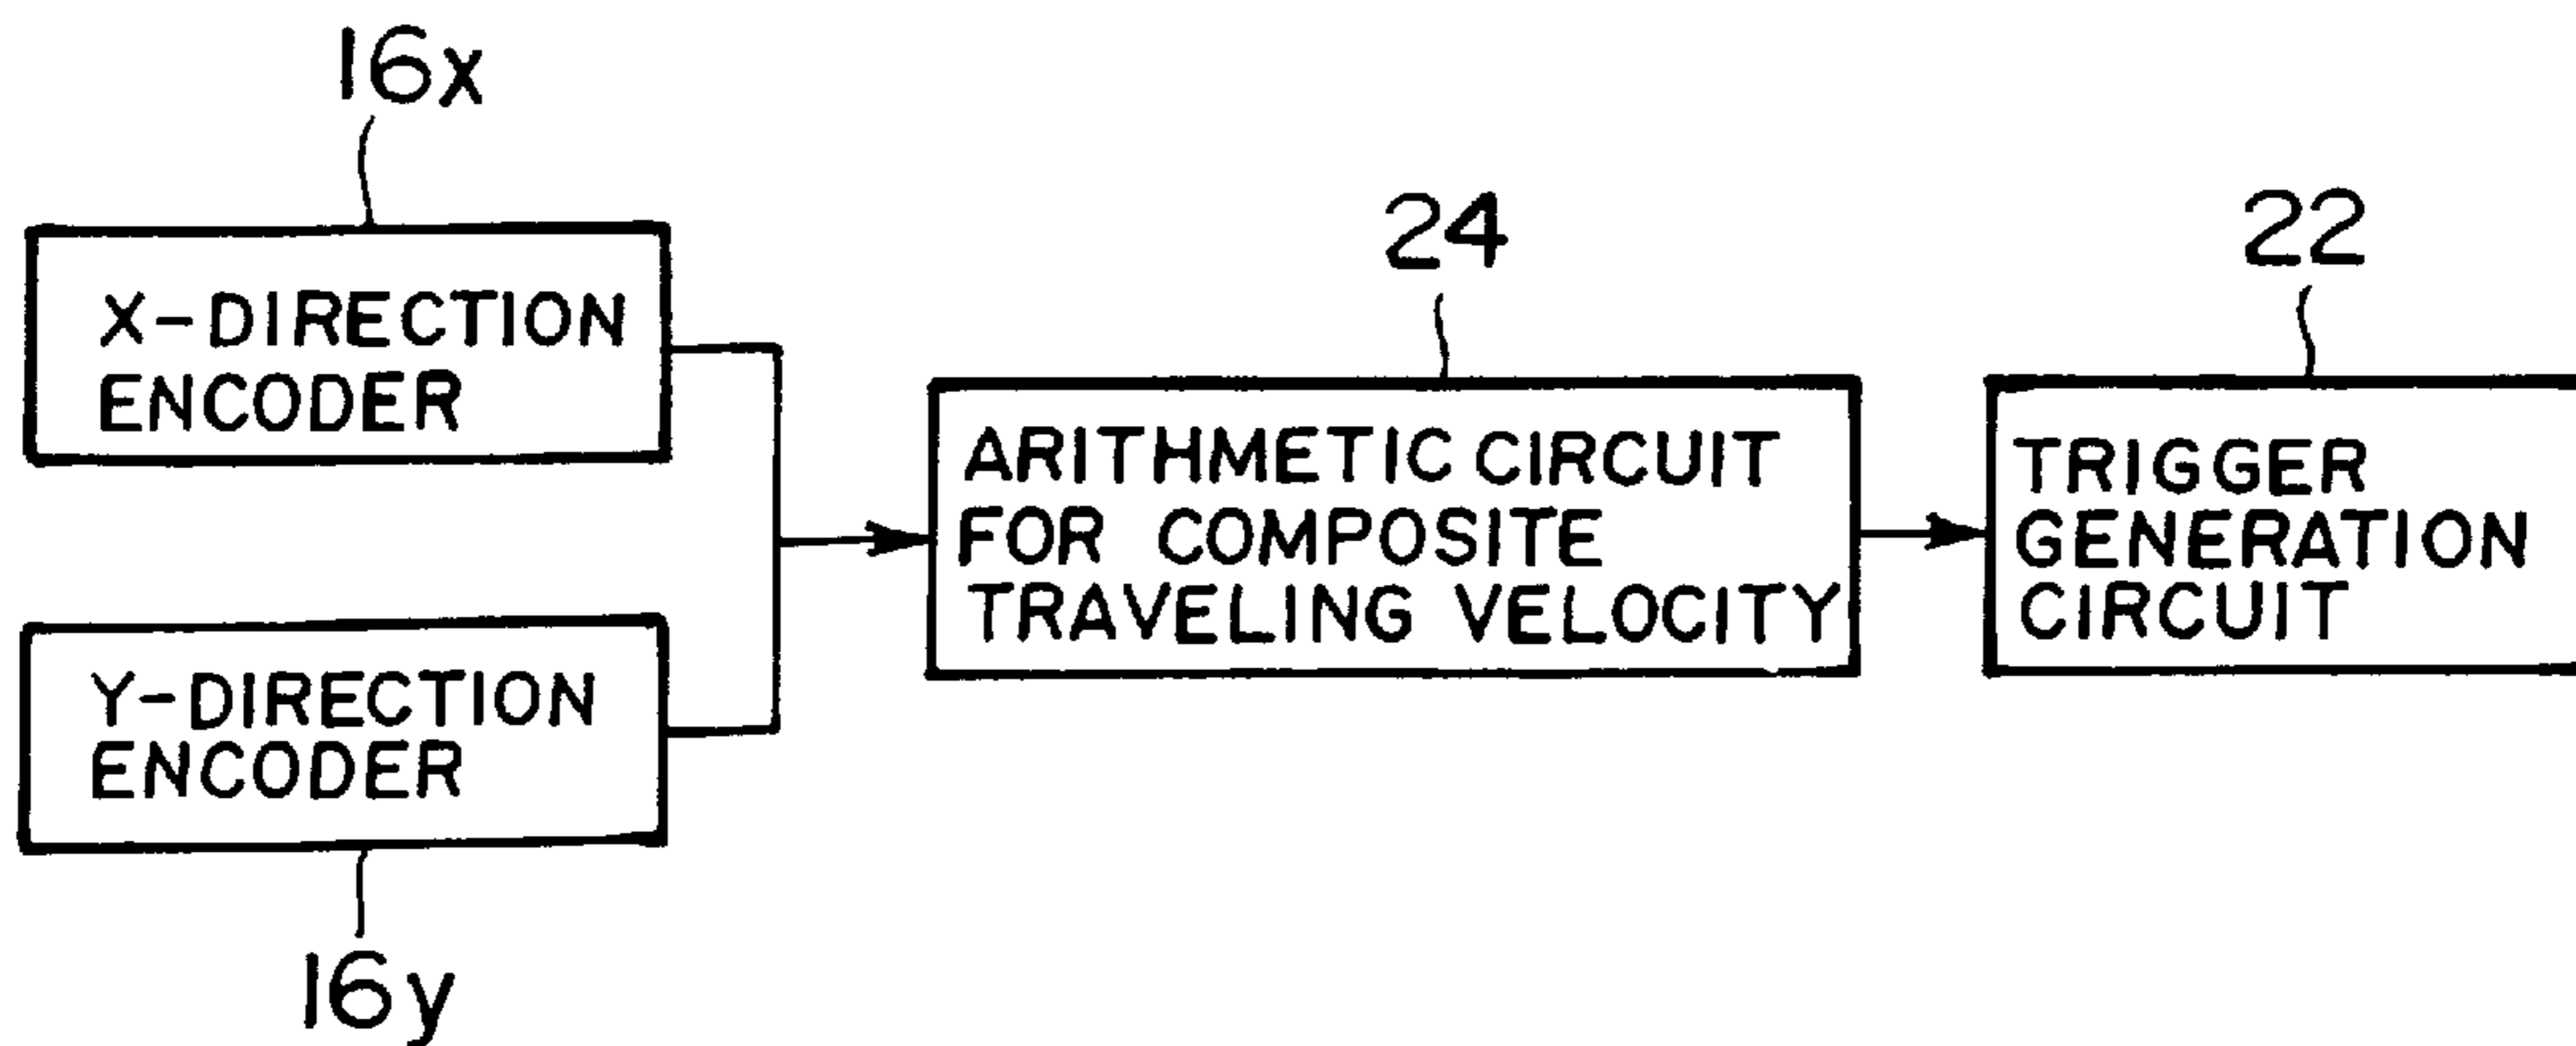 16x
X-DIRECTION
ENCODER
24
ARITHMETIC CIRCUIT
FOR COMPOSITE
TRAVELING VELOCITY
22
TRIGGER
GENERATION
CIRCUIT
Y-DIRECTION
ENCODER
16y